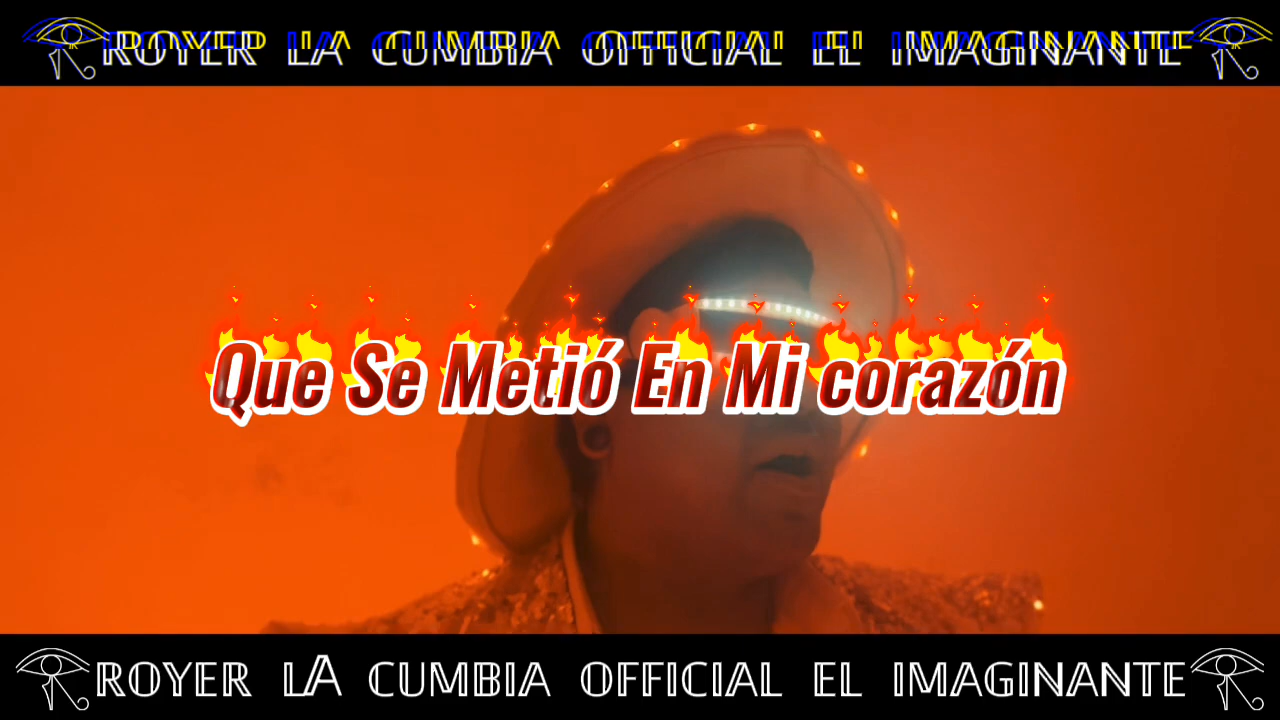 ROYER LA CUMBIA OFFICIAL EL IMAGINANTE
Que Se Metió En Mi corazón
ROYER LA CUMBIA OFFICIAL EL IMAGINANTE